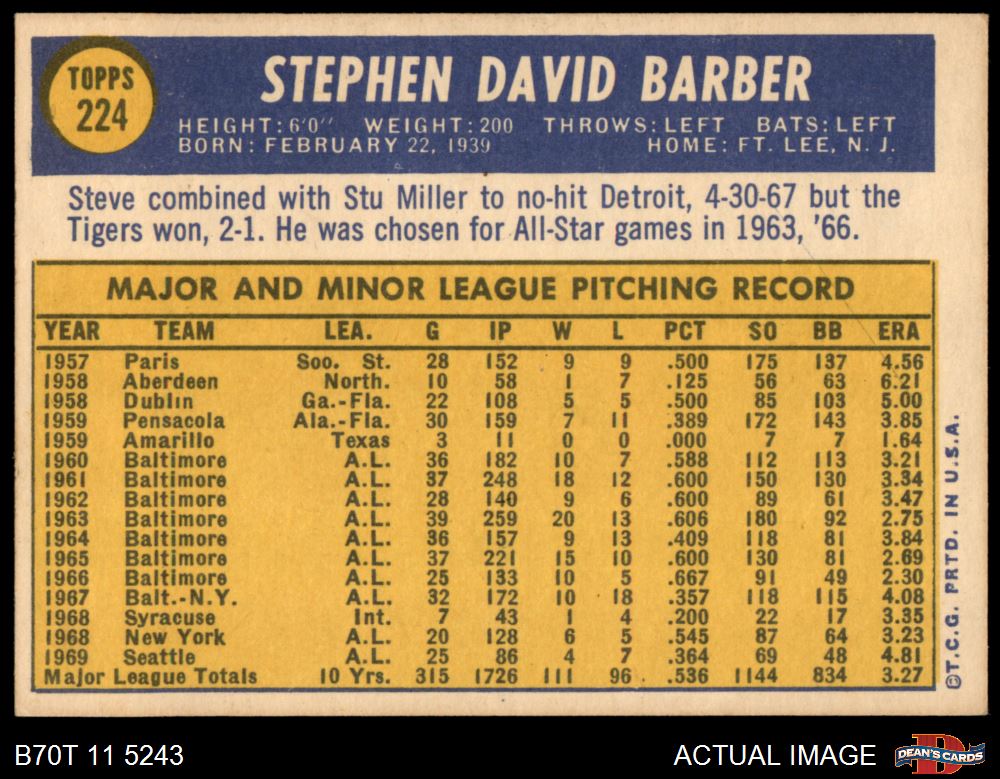 TOPPS
224
STEPHEN DAVID BARBER
HEIGHT: 6'0" WEIGHT: 200 THROWS: LEFT BATS: LEFT
BORN: FEBRUARY 22, 1939 HOME: FT. LEE, N. J.
Steve combined with Stu Miller to no-hit Detroit, 4-30-67 but the
Tigers won, 2-1. He was chosen for All-Star games in 1963, '66.
MAJOR AND MINOR LEAGUE PITCHING RECORD
YEAR TEAM LEA. G IP W L PCT SO BB ERA
1957 Paris Soo. St. 28 152 9 9 .500 175 137 4.56
1958 Aberdeen North. 10 58 1 7 .125 56 63 6.21
1958 Dublin Ga.-Fla. 22 108 5 5 .500 85 103 5.00
1959 Pensacola Ala.-Fla. 30 159 7 11 .389 172 143 3.85
1959 Amarillo Texas 3 11 0 0 .000 7 7 1.64
1960 Baltimore A.L. 36 182 10 7 .588 112 113 3.21
1961 Baltimore A.L. 37 248 18 12 .600 150 130 3.34
1962 Baltimore A.L. 28 140 9 6 .600 89 61 3.47
1963 Baltimore A.L. 39 259 20 13 .606 180 92 2.75
1964 Baltimore A.L. 36 157 9 13 .409 118 81 3.84
1965 Baltimore A.L. 37 221 15 10 .600 130 81 2.69
1966 Baltimore A.L. 25 133 10 5 .667 91 49 2.30
1967 Balt.-N.Y. A.L. 32 172 10 18 .357 118 115 4.08
1968 Syracuse Int. 7 43 1 4 .200 22 17 3.35
1968 New York A.L. 20 128 6 5 .545 87 64 3.23
1969 Seattle A.L. 25 86 4 7 .364 69 48 4.81
Major League Totals 10 Yrs. 315 1726 111 96 .536 1144 834 3.27
©T.C.G. PRTD. IN U.S.A.
B70T 11 5243
ACTUAL IMAGE
DEAN'S CARDS